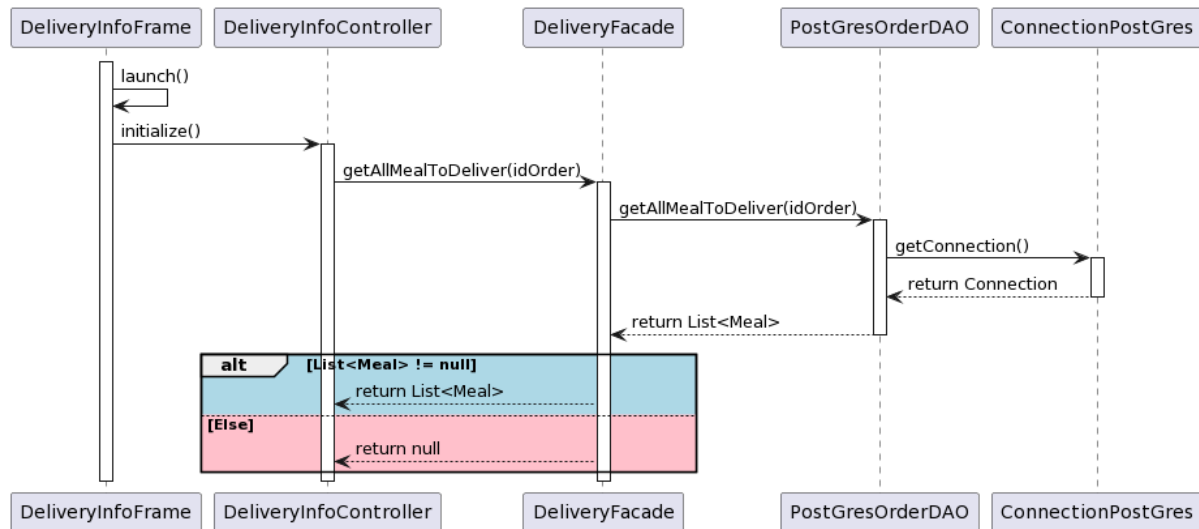 DeliveryInfoFrame DeliveryInfoController DeliveryFacade PostGresOrderDAO ConnectionPostGres
launch()
initialize()
getAllMealToDeliver(idOrder)
getAllMealToDeliver(idOrder)
getConnection()
return Connection
return List<Meal>
alt [List<Meal> != null]
return List<Meal>
[Else]
return null
DeliveryInfoFrame DeliveryInfoController DeliveryFacade PostGresOrderDAO ConnectionPostGres